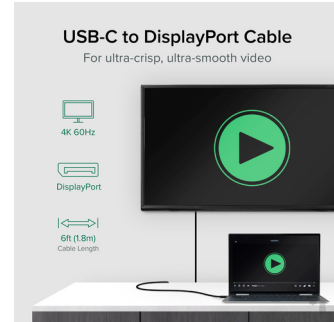 USB-C to DisplayPort Cable
For ultra-crisp, ultra-smooth video
4K 60Hz
DisplayPort
6ft (1.8m)
Cable Length